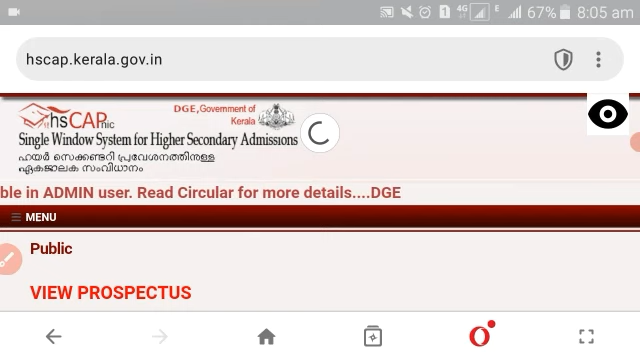 4G E 67% 8:05 am
hscap.kerala.gov.in
DGE,Government of
Kerala
hsCAPnic
Single Window System for Higher Secondary Admissions
ഹയർ സെക്കണ്ടറി പ്രവേശനത്തിനുള്ള
ഏകജാലക സംവിധാനം
ble in ADMIN user. Read Circular for more details....DGE
MENU
Public
VIEW PROSPECTUS